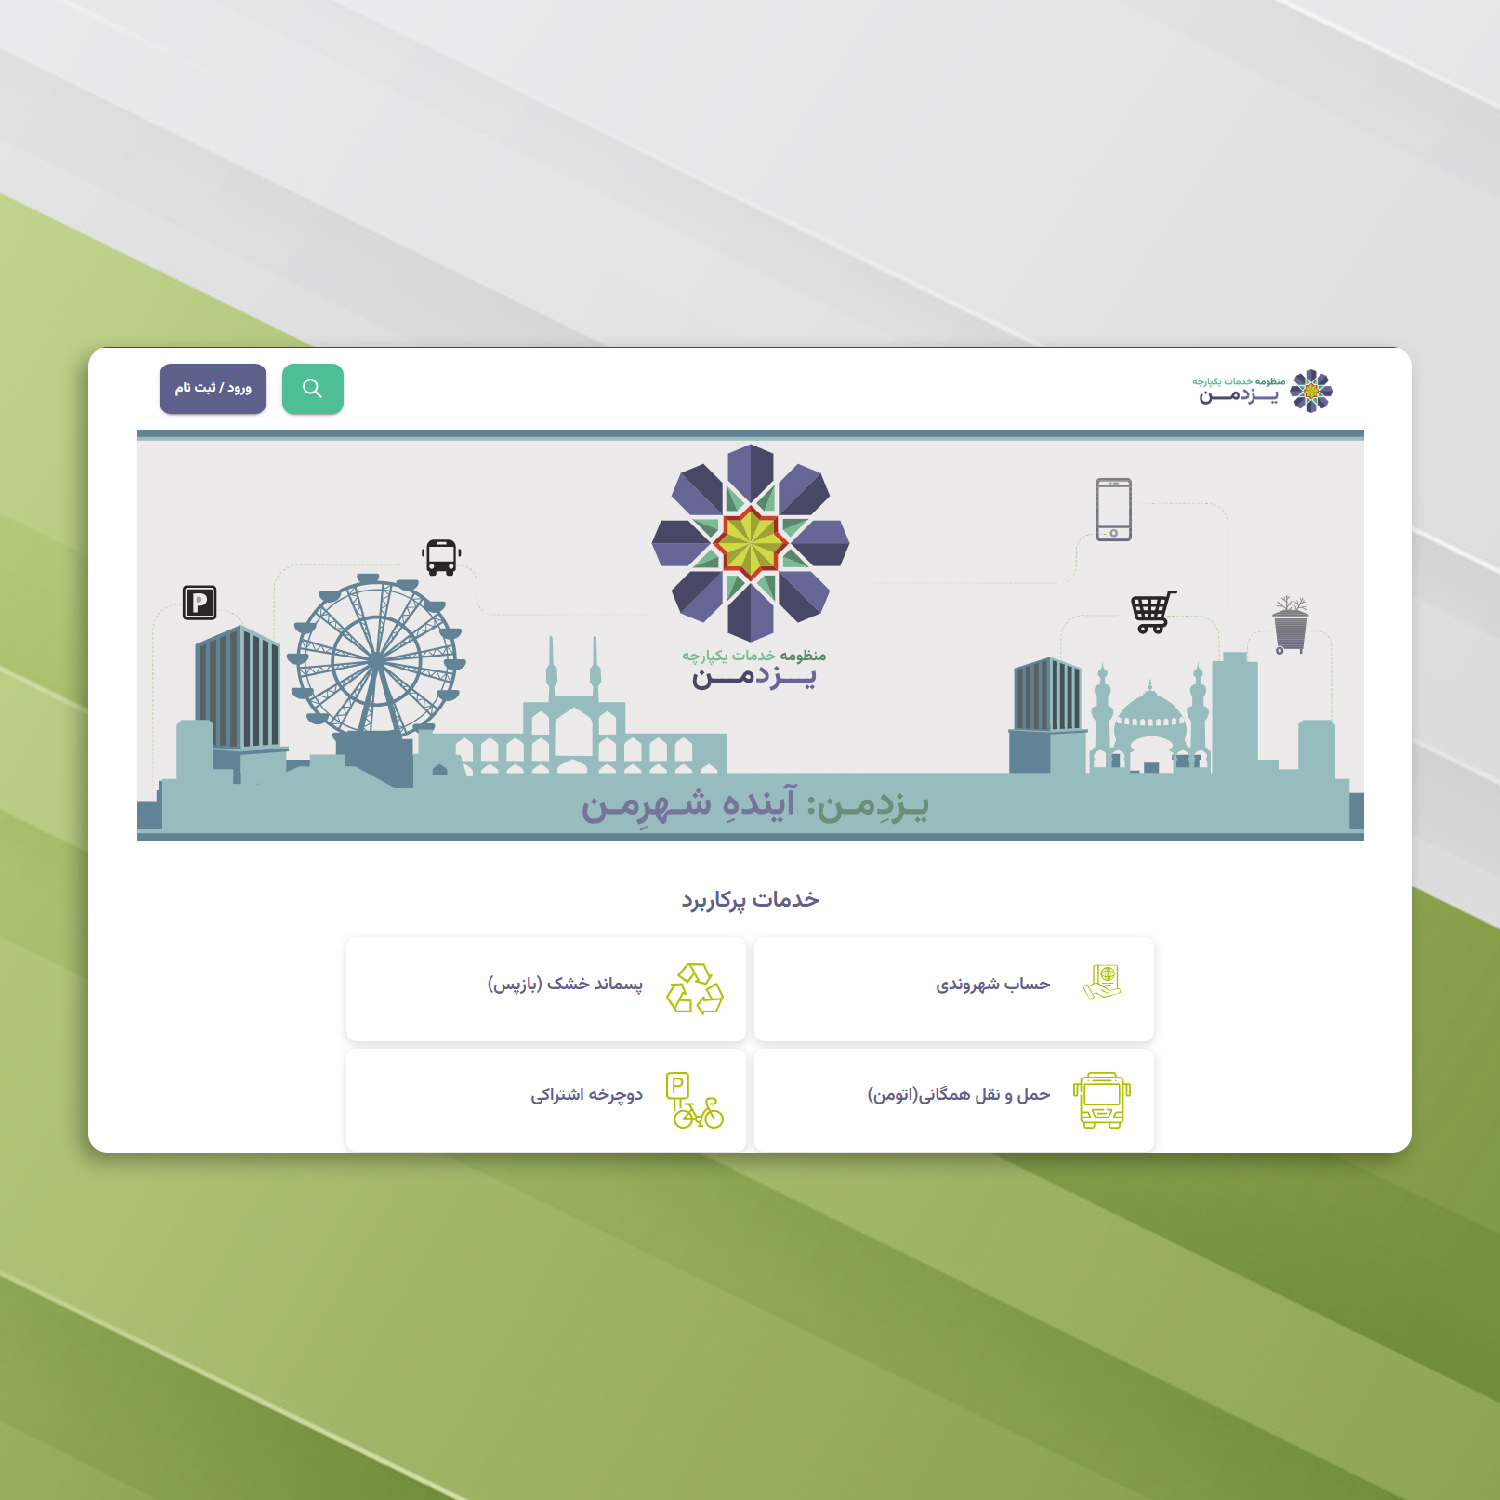 منظومه خدمات یکپارچه
یـــزدمـــن
ورود / ثبت نام
P
منظومه خدمات یکپارچه
یـــزدمـــن
یـزدِمـن: آیندهِ شـهرِمـن
خدمات پرکاربرد
حساب شهروندی
پسماند خشک (بازپس)
حمل و نقل همگانی(اتومن)
P
دوچرخه اشتراکی